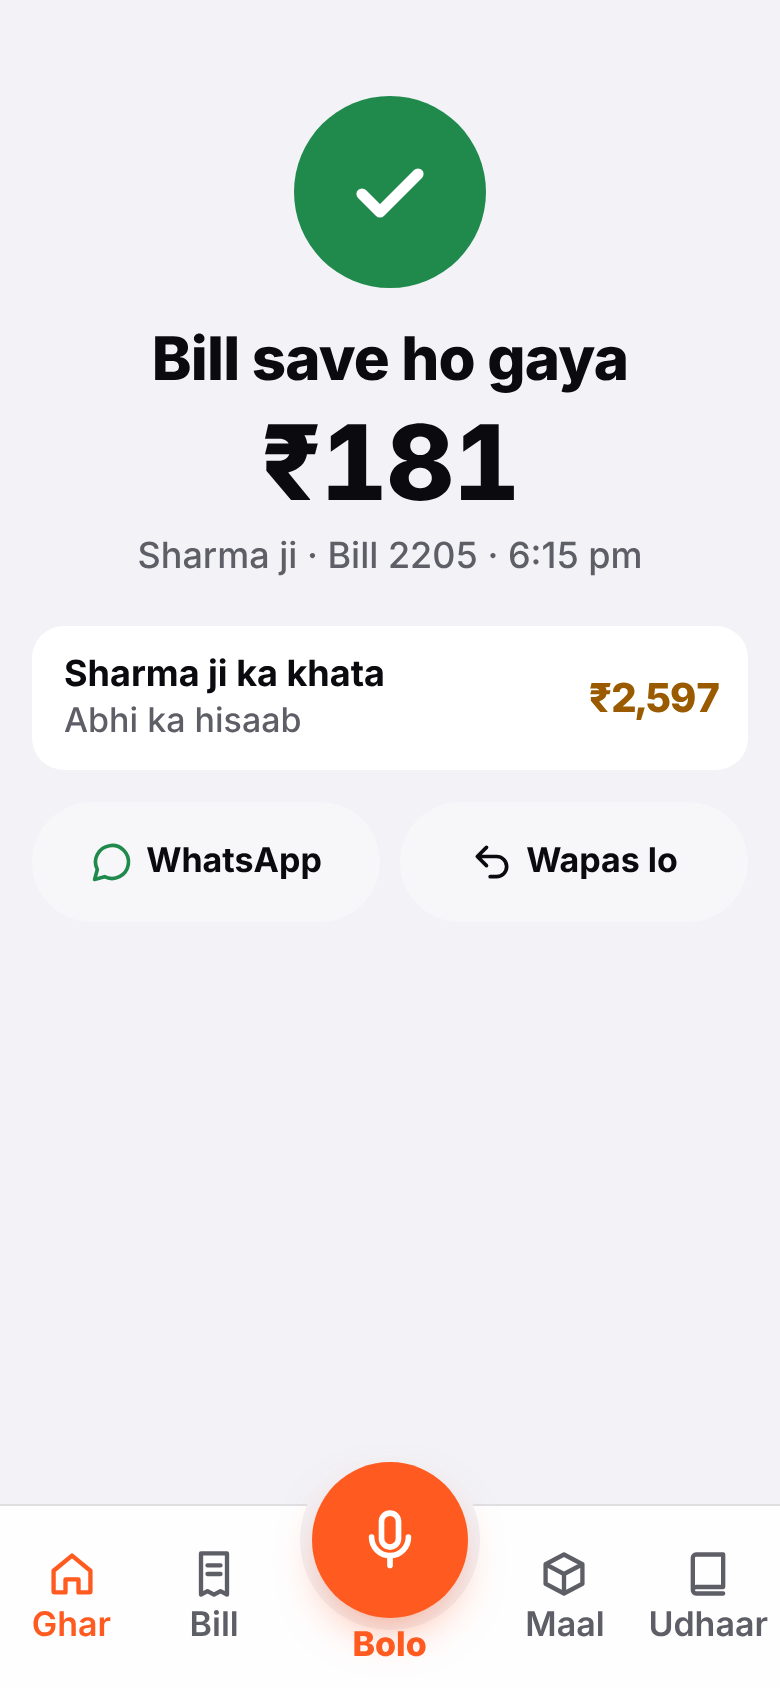 Bill save ho gaya
₹181
Sharma ji · Bill 2205 · 6:15 pm
Sharma ji ka khata
Abhi ka hisaab
₹2,597
WhatsApp
Wapas lo
Ghar
Bill
Bolo
Maal
Udhaar